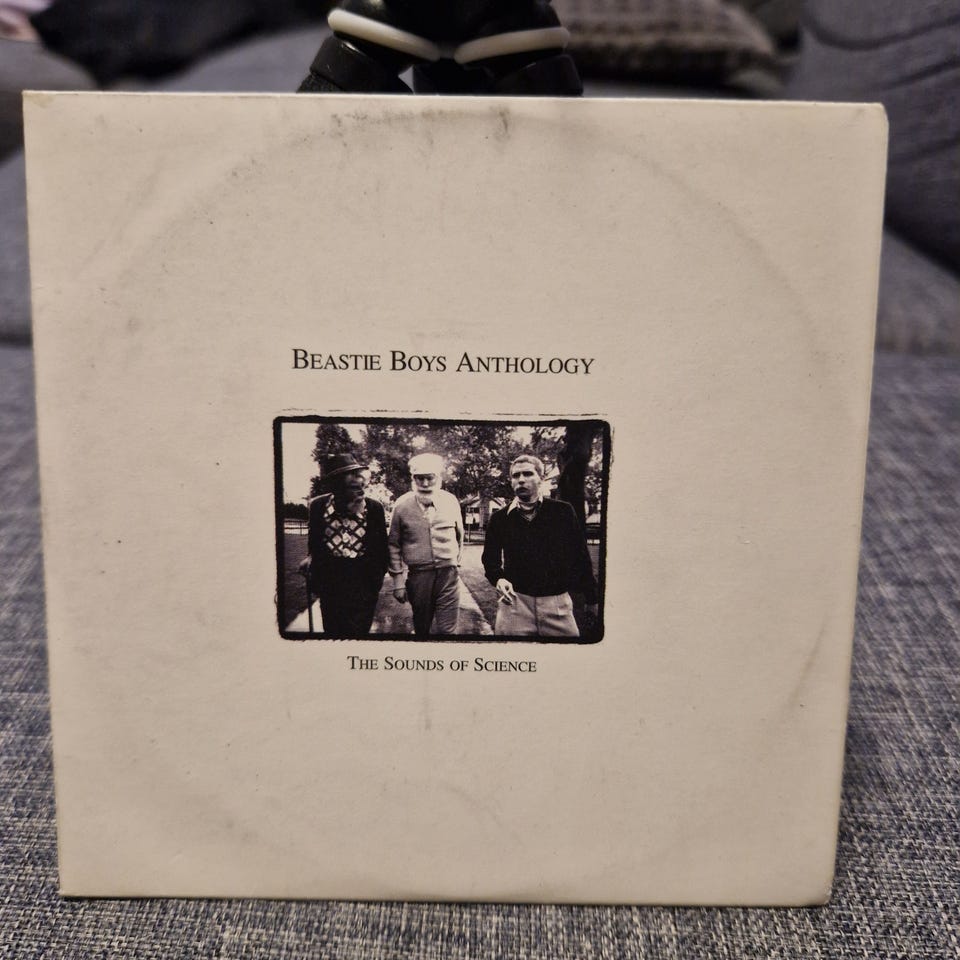 Beastie Boys Anthology
The Sounds of Science